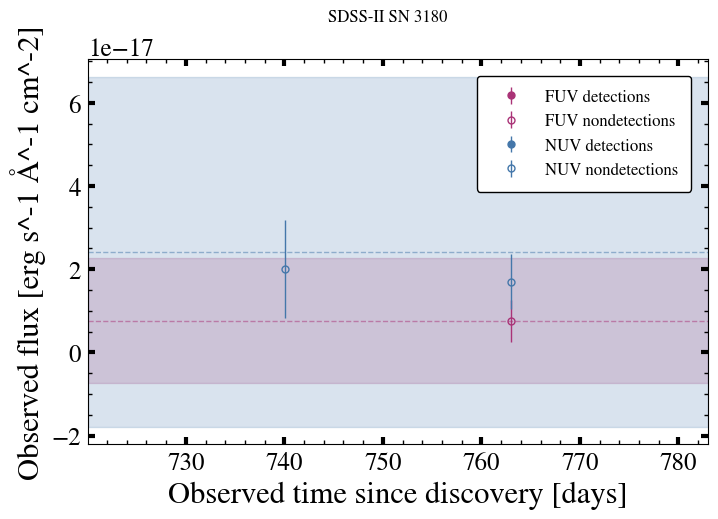 SDSS-II SN 3180
1e−17
Observed flux [erg s^-1 Å^-1 cm^-2]
6
4
2
0
−2
FUV detections
FUV nondetections
NUV detections
NUV nondetections
730 740 750 760 770 780
Observed time since discovery [days]